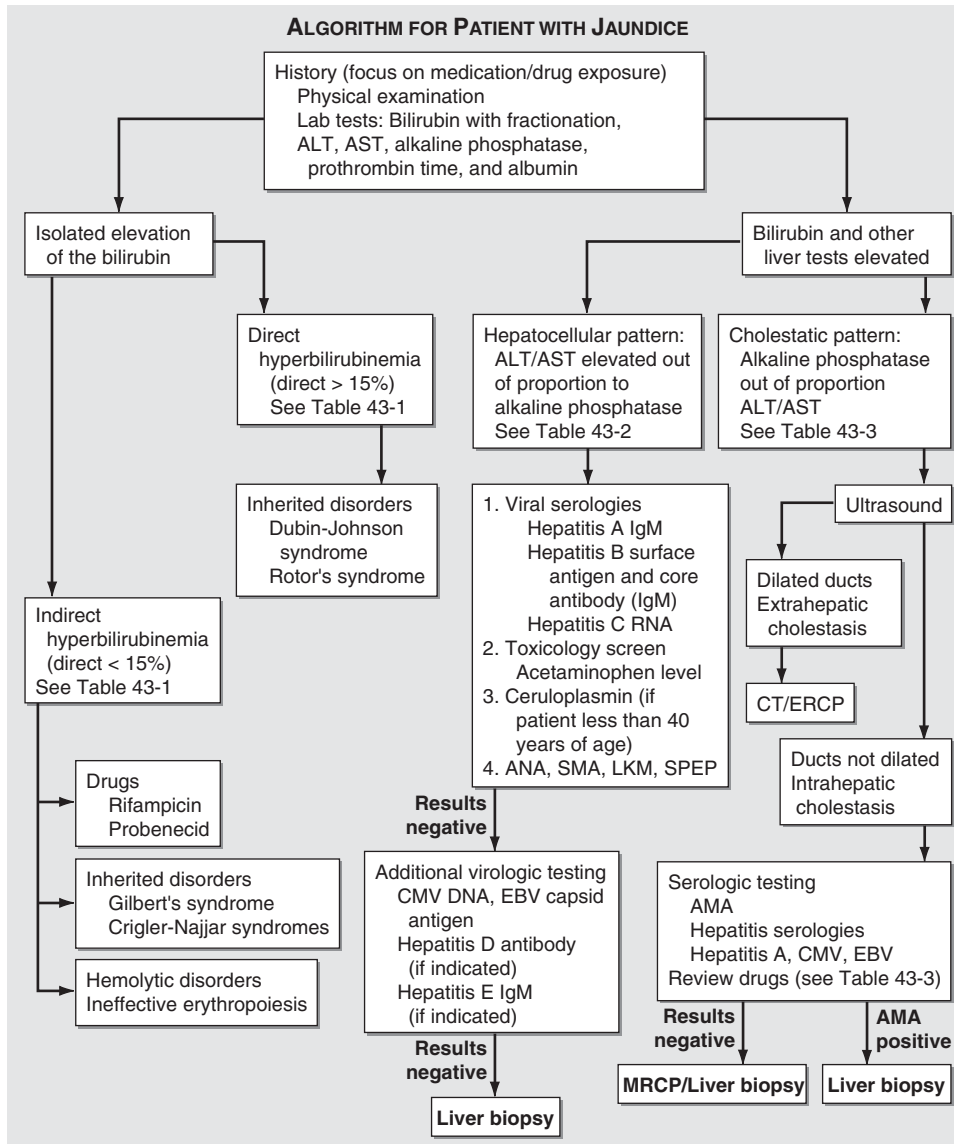 ALGORITHM FOR PATIENT WITH JAUNDICE
History (focus on medication/drug exposure)
Physical examination
Lab tests: Bilirubin with fractionation,
ALT, AST, alkaline phosphatase,
prothrombin time, and albumin
Isolated elevation
of the bilirubin
Bilirubin and other
liver tests elevated
Direct
hyperbilirubinemia
(direct > 15%)
See Table 43-1
Hepatocellular pattern:
ALT/AST elevated out
of proportion to
alkaline phosphatase
See Table 43-2
Cholestatic pattern:
Alkaline phosphatase
out of proportion
ALT/AST
See Table 43-3
Inherited disorders
Dubin-Johnson
syndrome
Rotor's syndrome
1. Viral serologies
Hepatitis A IgM
Hepatitis B surface
antigen and core
antibody (IgM)
Hepatitis C RNA
2. Toxicology screen
Acetaminophen level
3. Ceruloplasmin (if
patient less than 40
years of age)
4. ANA, SMA, LKM, SPEP
Ultrasound
Dilated ducts
Extrahepatic
cholestasis
CT/ERCP
Indirect
hyperbilirubinemia
(direct < 15%)
See Table 43-1
Ducts not dilated
Intrahepatic
cholestasis
Drugs
Rifampicin
Probenecid
Inherited disorders
Gilbert's syndrome
Crigler-Najjar syndromes
Hemolytic disorders
Ineffective erythropoiesis
Results
negative
Additional virologic testing
CMV DNA, EBV capsid
antigen
Hepatitis D antibody
(if indicated)
Hepatitis E IgM
(if indicated)
Results
negative
Liver biopsy
Serologic testing
AMA
Hepatitis serologies
Hepatitis A, CMV, EBV
Review drugs (see Table 43-3)
Results
negative
AMA
positive
MRCP/Liver biopsy
Liver biopsy